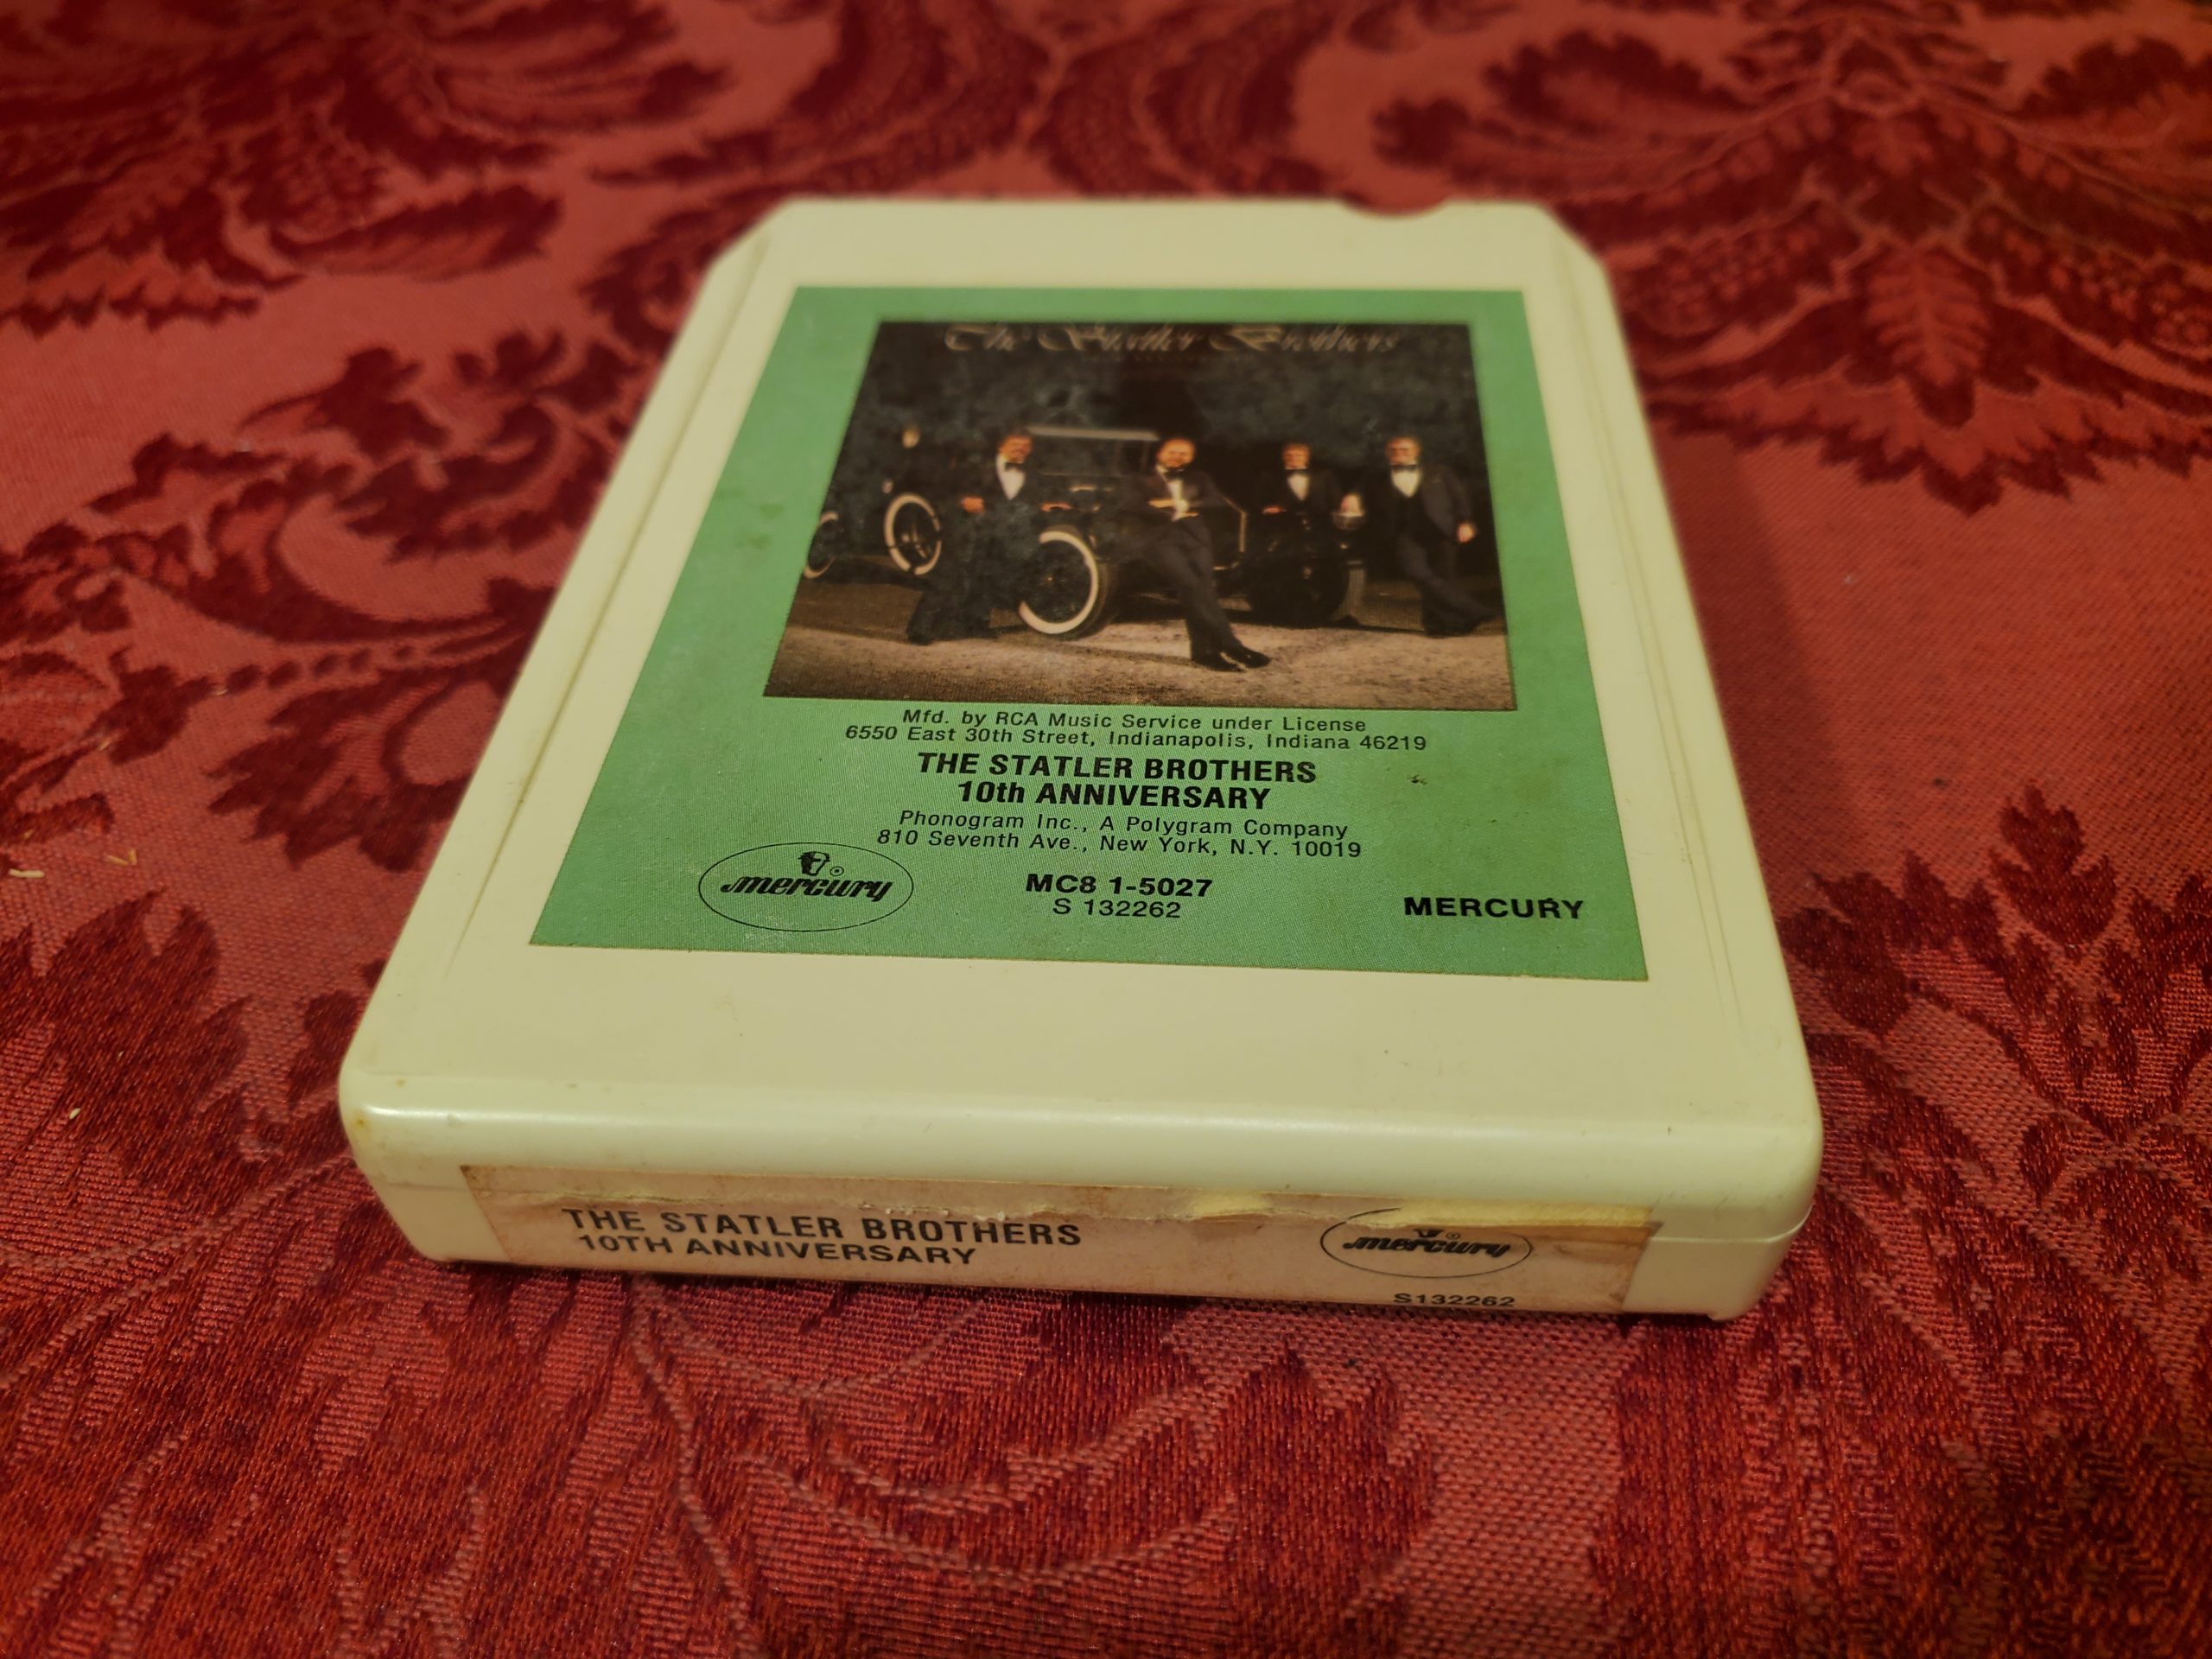 The Statler Brothers
Mfd. by RCA Music Service under License
6550 East 30th Street, Indianapolis, Indiana 46219
THE STATLER BROTHERS
10th ANNIVERSARY
Phonogram Inc., A Polygram Company
810 Seventh Ave., New York, N.Y. 10019
mercury ®
MC8 1-5027
S 132262
MERCURY
THE STATLER BROTHERS
10TH ANNIVERSARY
mercury ®
S132262